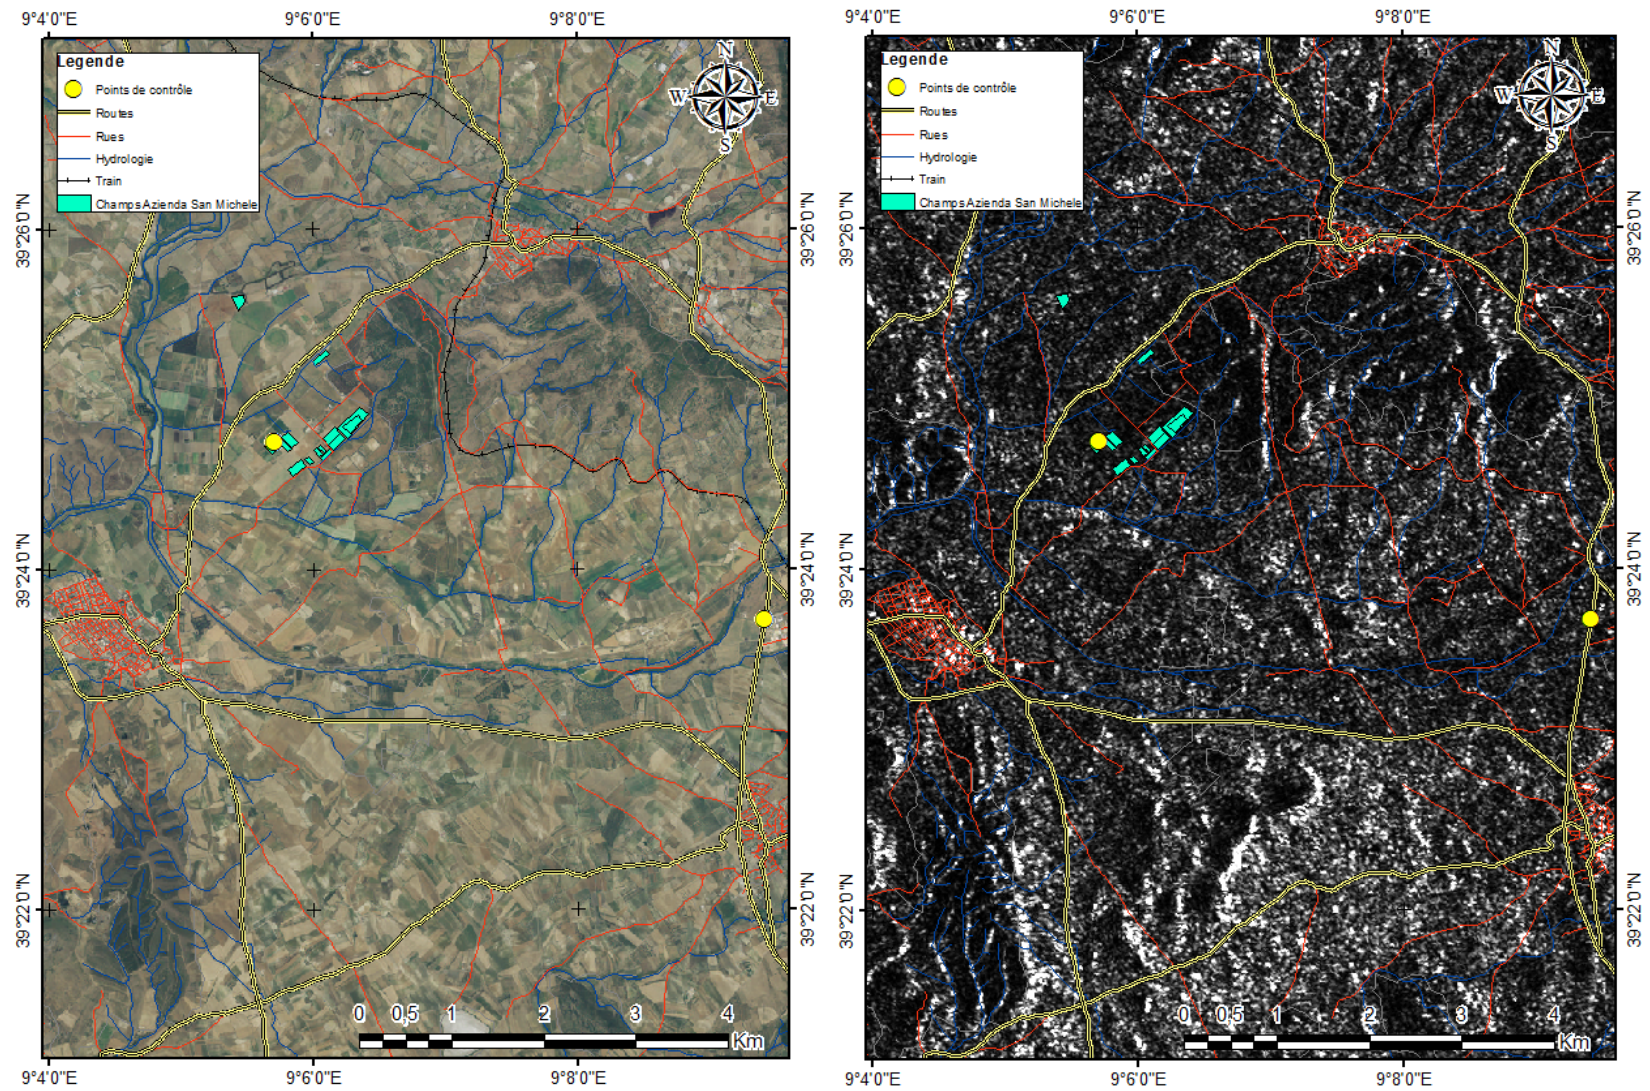 9°4'0"E 9°6'0"E 9°8'0"E
Legende
Points de contrôle
Routes
Rues
Hydrologie
Train
Champs Azienda San Michele
N
W E
S
39°26'0"N 39°26'0"N
39°24'0"N 39°24'0"N
39°22'0"N 39°22'0"N
0 0,5 1 2 3 4
Km
9°4'0"E 9°6'0"E 9°8'0"E
9°4'0"E 9°6'0"E 9°8'0"E
Legende
Points de contrôle
Routes
Rues
Hydrologie
Train
Champs Azienda San Michele
N
W E
S
39°26'0"N 39°26'0"N
39°24'0"N 39°24'0"N
39°22'0"N 39°22'0"N
0 0,5 1 2 3 4
Km
9°4'0"E 9°6'0"E 9°8'0"E